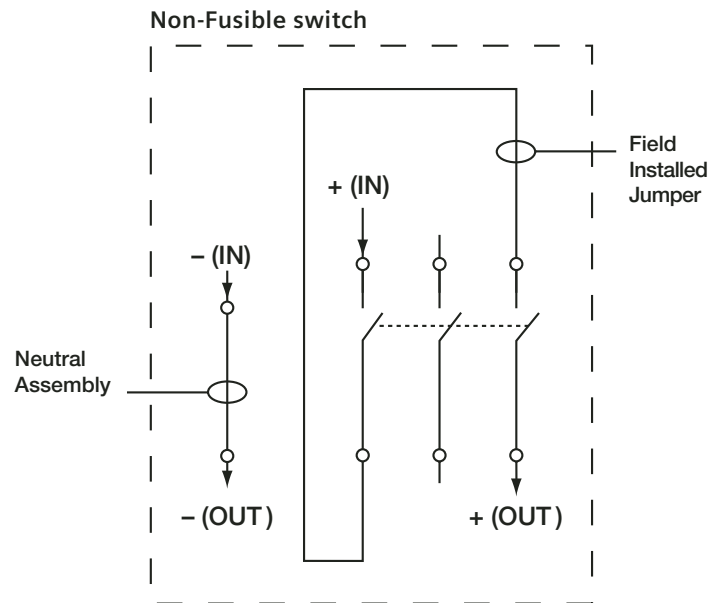 Non-Fusible switch
Field
Installed
Jumper
+ (IN)
– (IN)
Neutral
Assembly
– (OUT)
+ (OUT)